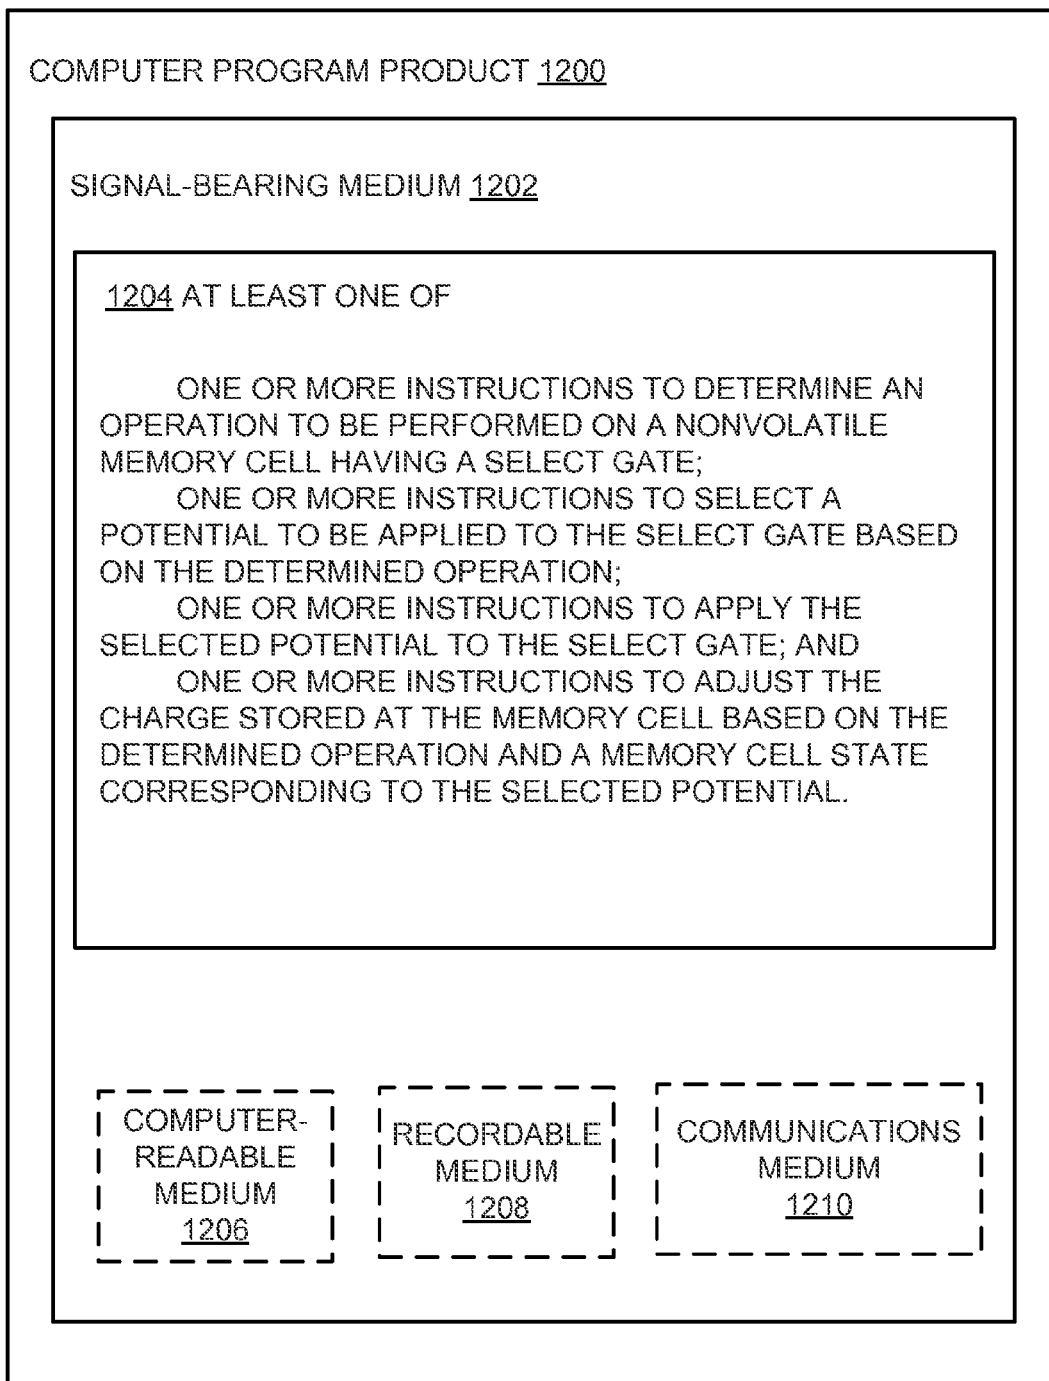 COMPUTER PROGRAM PRODUCT 1200
SIGNAL-BEARING MEDIUM 1202
1204 AT LEAST ONE OF
ONE OR MORE INSTRUCTIONS TO DETERMINE AN
OPERATION TO BE PERFORMED ON A NONVOLATILE
MEMORY CELL HAVING A SELECT GATE;
ONE OR MORE INSTRUCTIONS TO SELECT A
POTENTIAL TO BE APPLIED TO THE SELECT GATE BASED
ON THE DETERMINED OPERATION;
ONE OR MORE INSTRUCTIONS TO APPLY THE
SELECTED POTENTIAL TO THE SELECT GATE; AND
ONE OR MORE INSTRUCTIONS TO ADJUST THE
CHARGE STORED AT THE MEMORY CELL BASED ON THE
DETERMINED OPERATION AND A MEMORY CELL STATE
CORRESPONDING TO THE SELECTED POTENTIAL.
COMPUTER-
READABLE
MEDIUM
1206
RECORDABLE
MEDIUM
1208
COMMUNICATIONS
MEDIUM
1210